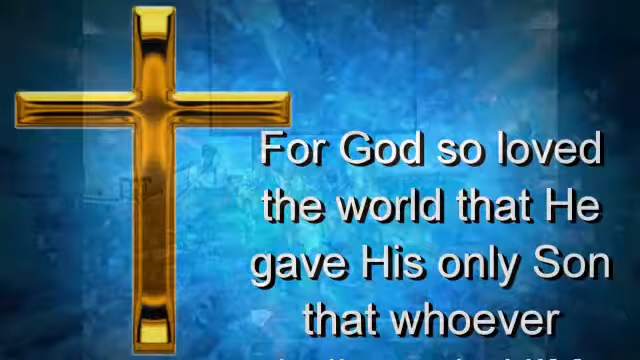 For God so loved
the world that He
gave His only Son
that whoever